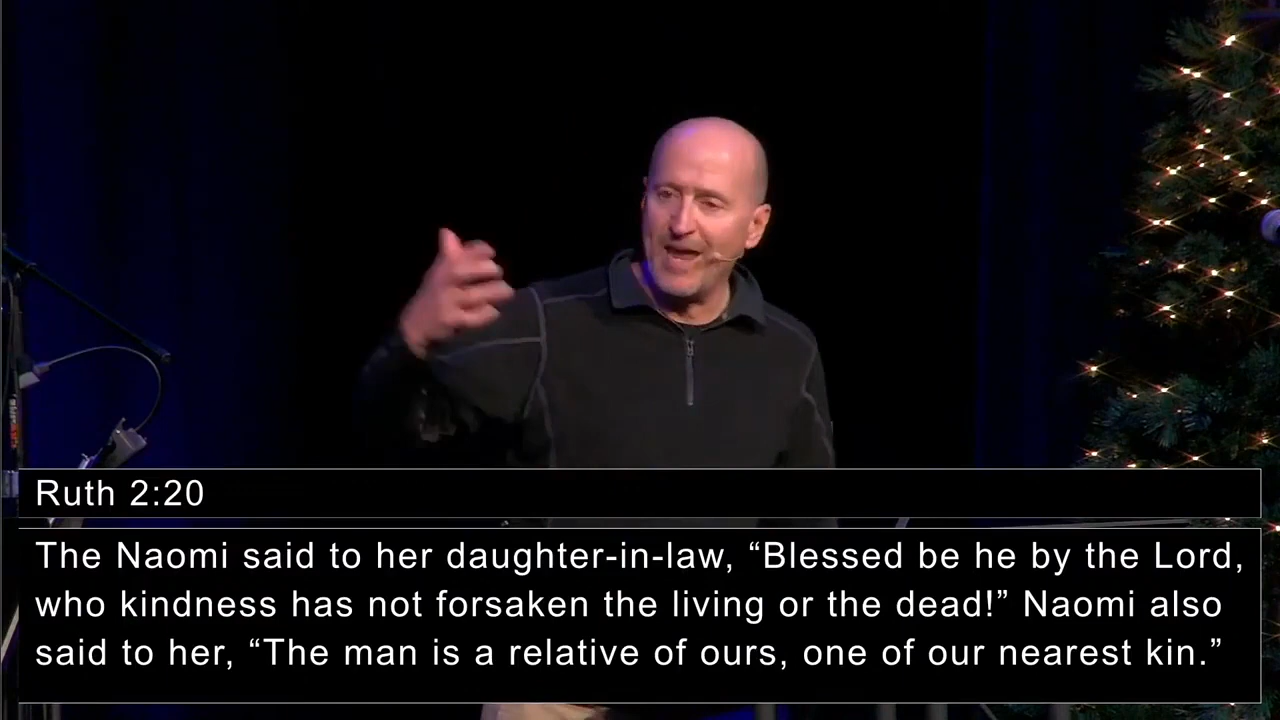 Ruth 2:20
The Naomi said to her daughter-in-law, “Blessed be he by the Lord,
who kindness has not forsaken the living or the dead!” Naomi also
said to her, “The man is a relative of ours, one of our nearest kin.”